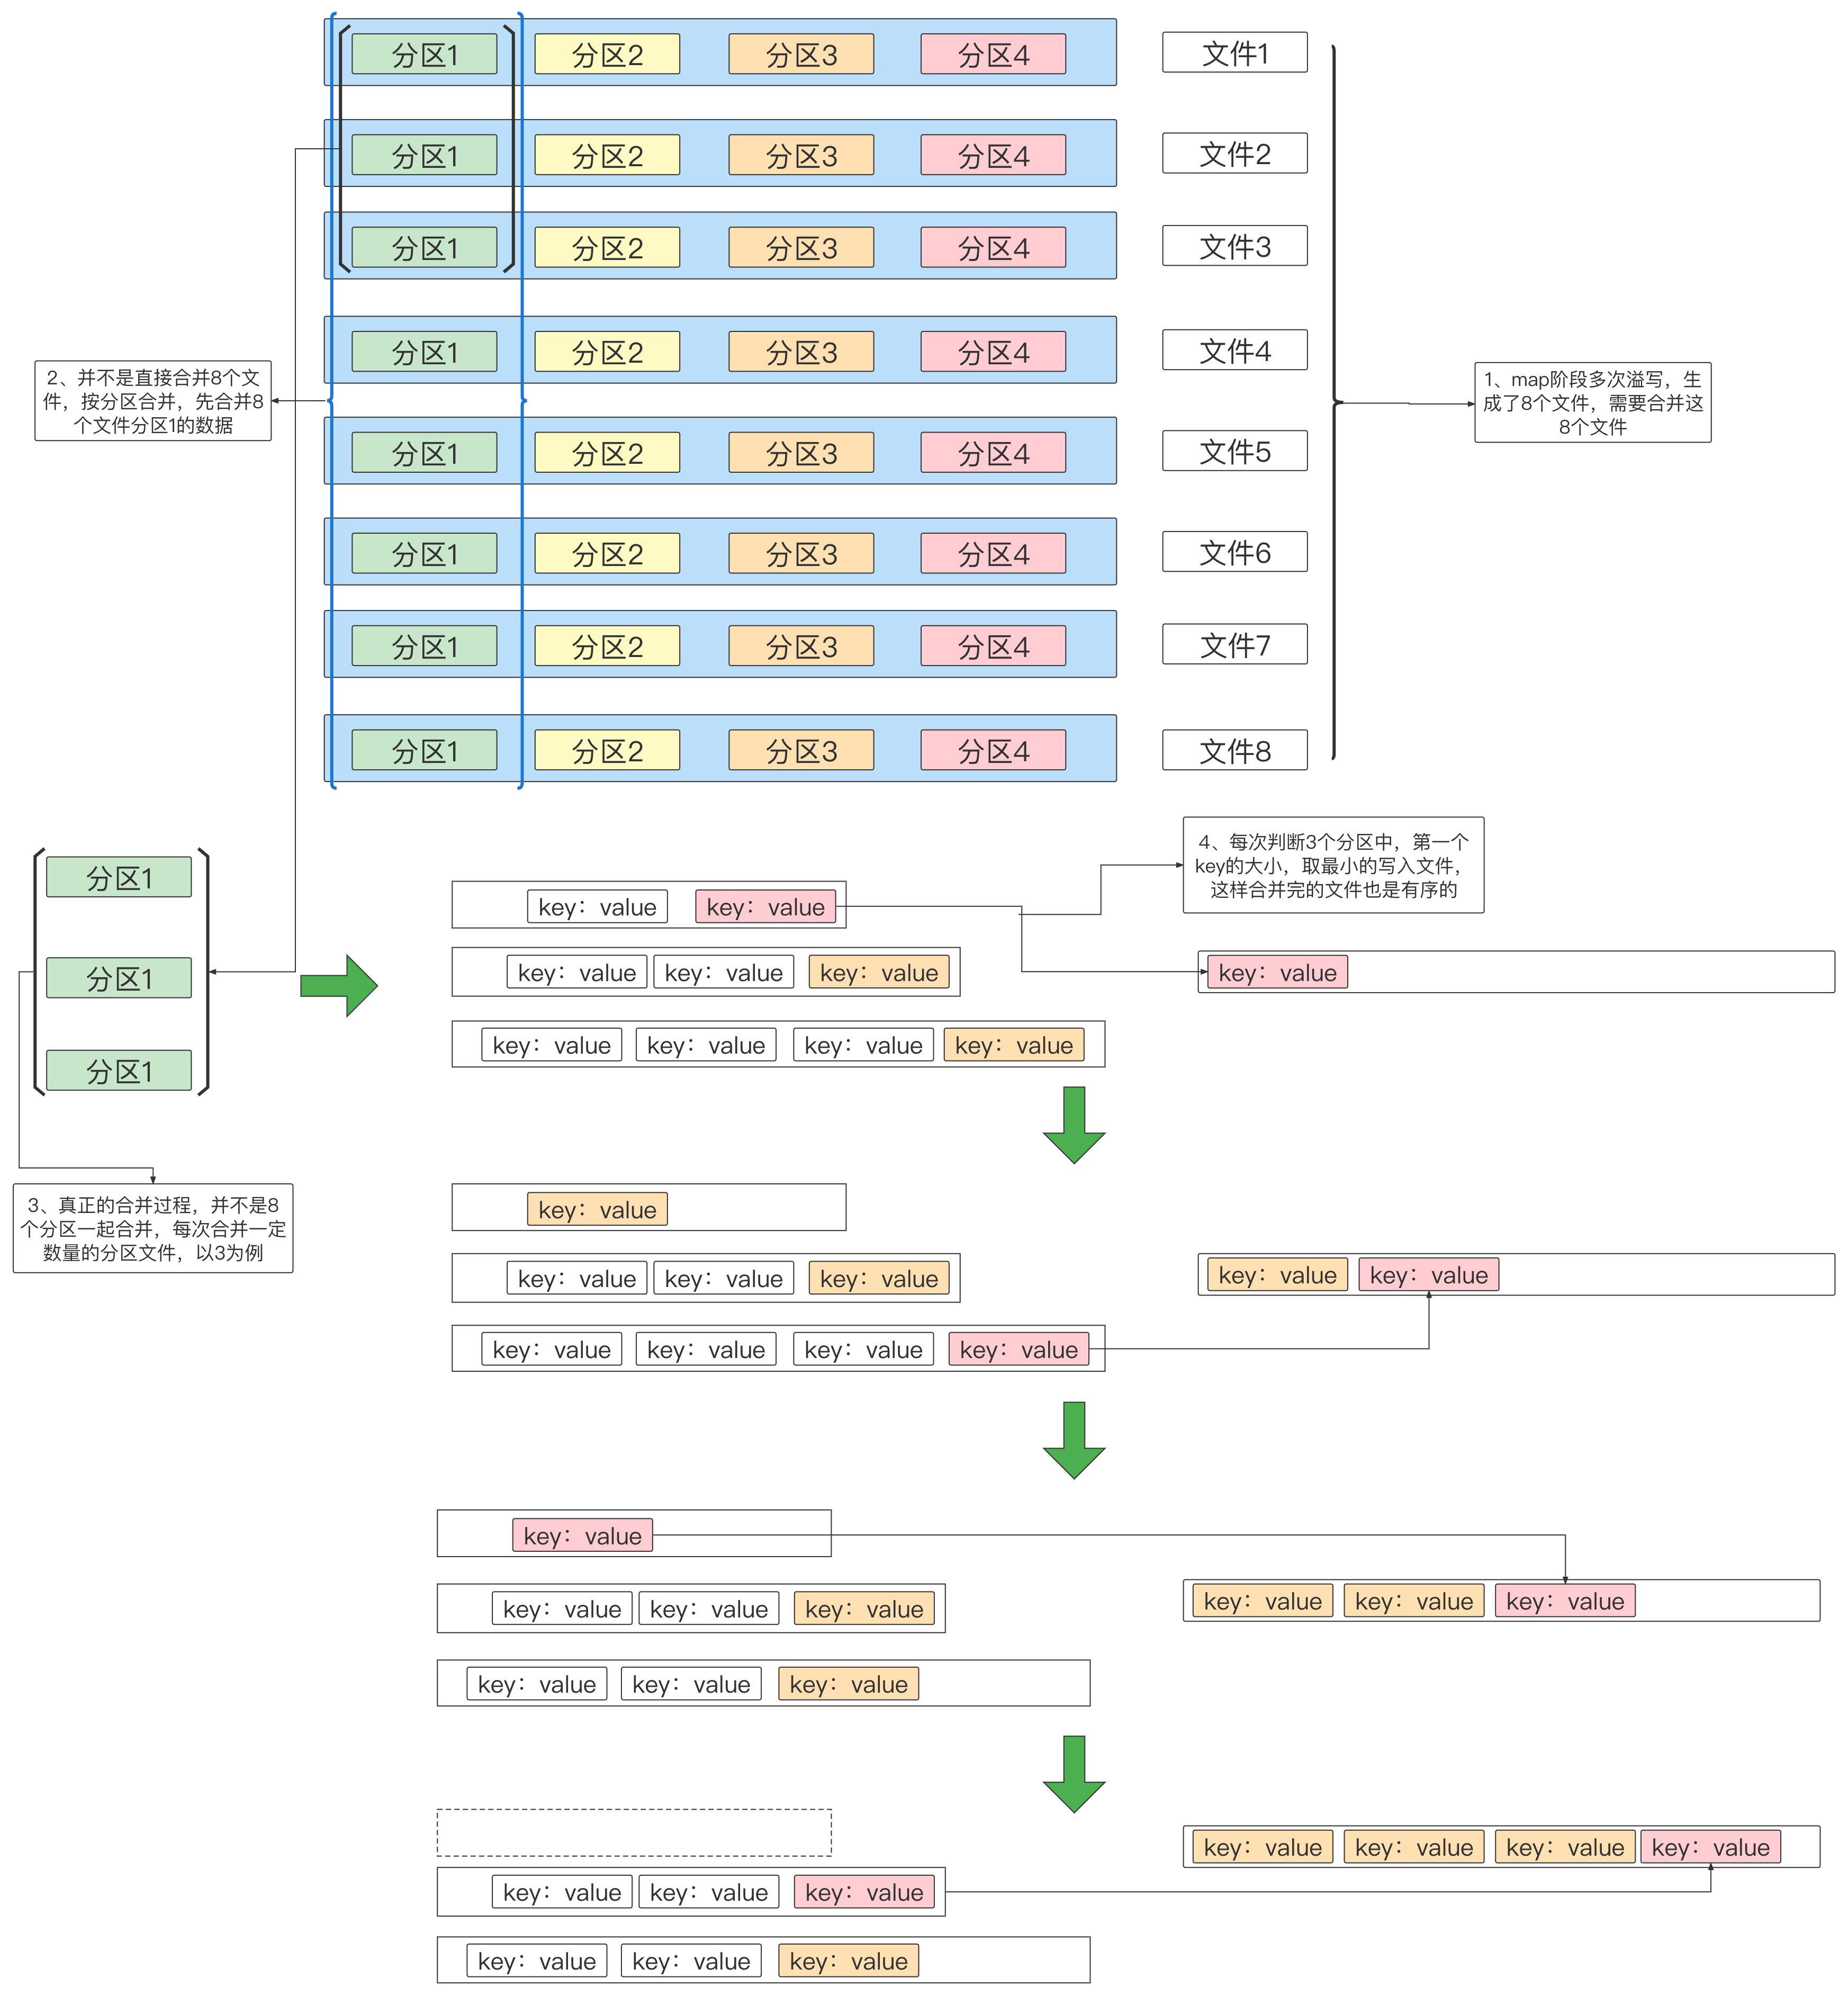 分区1 分区2 分区3 分区4 文件1
分区1 分区2 分区3 分区4 文件2
分区1 分区2 分区3 分区4 文件3
分区1 分区2 分区3 分区4 文件4
2、并不是直接合并8个文
件，按分区合并，先合并8
个文件分区1的数据
1、map阶段多次溢写，生
成了8个文件，需要合并这
8个文件
分区1 分区2 分区3 分区4 文件5
分区1 分区2 分区3 分区4 文件6
分区1 分区2 分区3 分区4 文件7
分区1 分区2 分区3 分区4 文件8
4、每次判断3个分区中，第一个
key的大小，取最小的写入文件，
这样合并完的文件也是有序的
分区1
分区1
分区1
key：value key：value
key：value key：value key：value
key：value
key：value key：value key：value key：value
3、真正的合并过程，并不是8
个分区一起合并，每次合并一定
数量的分区文件，以3为例
key：value
key：value key：value key：value
key：value key：value
key：value key：value key：value key：value
key：value
key：value key：value key：value
key：value key：value key：value
key：value key：value key：value
key：value key：value key：value key：value
key：value key：value key：value
key：value key：value key：value